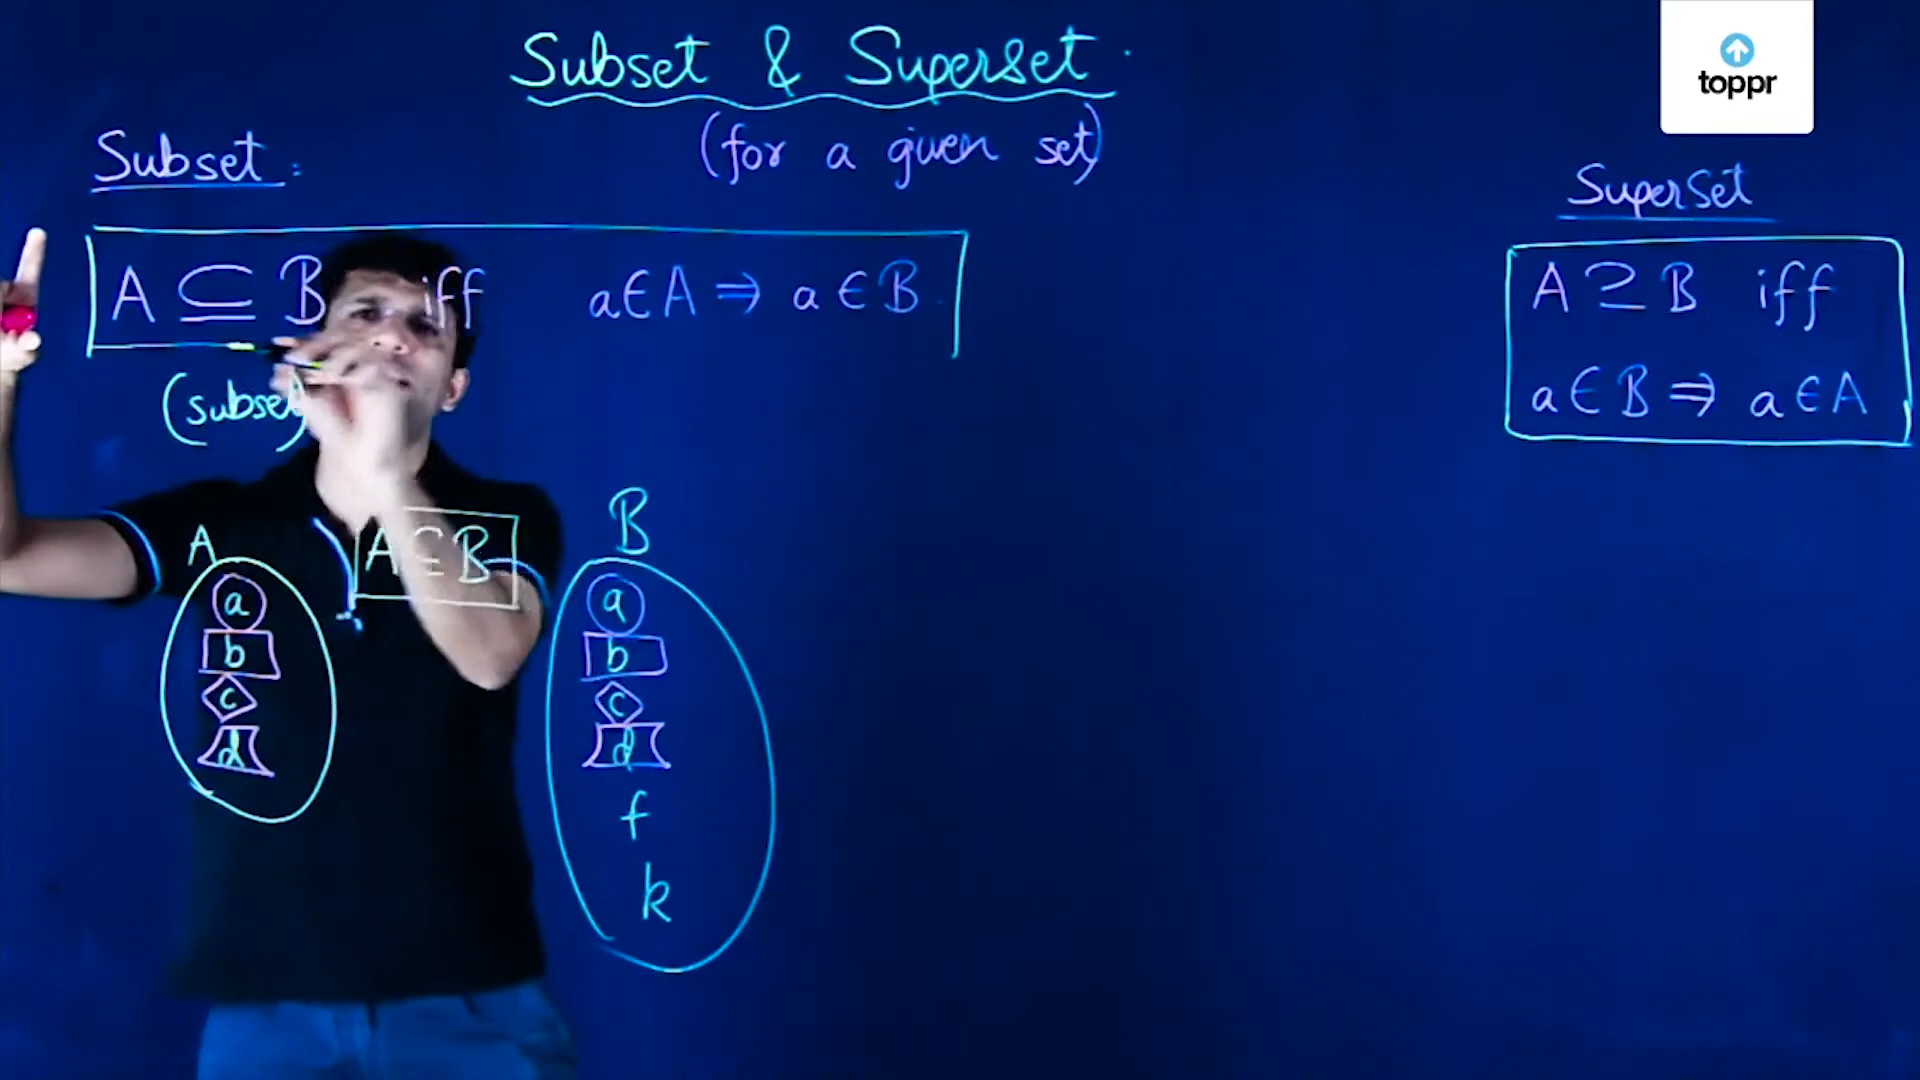 Subset & Superset.
(for a given set)
toppr
Subset:
A ⊆ B iff a∈A ⇒ a∈B.
(subset)
A
a
b
c
d
A ⊆ B
B
a
b
c
d
f
k
SuperSet
A ⊇ B iff
a∈B ⇒ a∈A